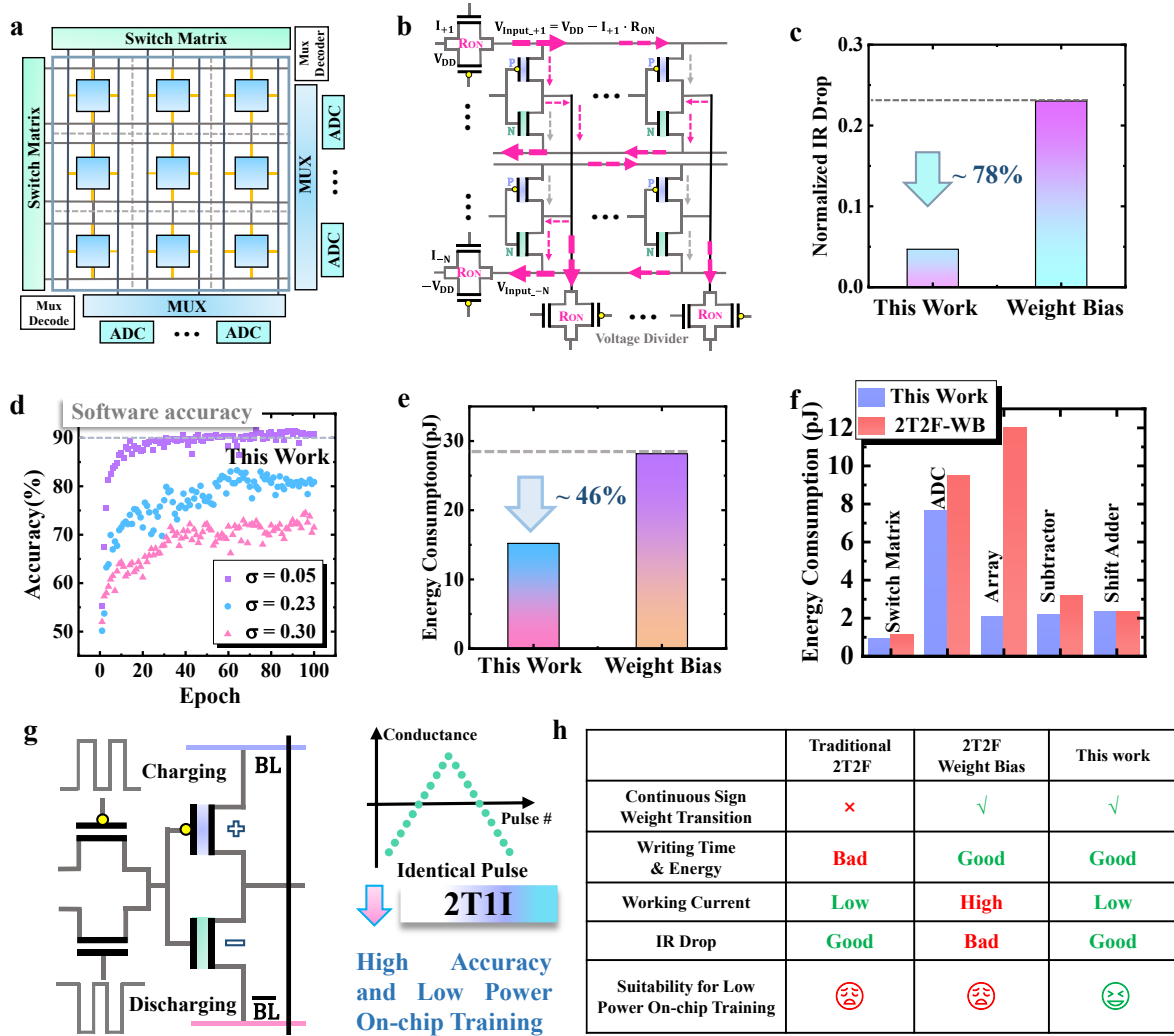 a
Switch Matrix
Mux
Decoder
Switch Matrix
MUX
ADC
ADC
Mux
Decode
MUX
ADC
ADC
b
I+1
VDD
RON
VInput_+1 = VDD − I+1 · RON
P
P
N
N
P
P
N
N
I−N
−VDD
RON
VInput_−N
RON
RON
Voltage Divider
c
Normalized IR Drop
0.3
0.2
0.1
0.0
~ 78%
This Work
Weight Bias
d
Software accuracy
This Work
Accuracy(%)
90
80
70
60
50
σ = 0.05
σ = 0.23
σ = 0.30
0 20 40 60 80 100
Epoch
e
Energy Consumptoon(pJ)
30
20
10
0
~ 46%
This Work
Weight Bias
f
This Work
2T2F-WB
Energy Comsumption (pJ)
12
10
8
6
4
2
0
Switch Matrix
ADC
Array
Subtractor
Shift Adder
g
Charging
BL
Discharging
BL
Conductance
Pulse #
Identical Pulse
2T1I
High Accuracy
and Low Power
On-chip Training
h
Traditional 2T2F
2T2F Weight Bias
This work
Continuous Sign
Weight Transition
× √ √
Writing Time
& Energy
Bad Good Good
Working Current
Low High Low
IR Drop
Good Bad Good
Suitability for Low
Power On-chip Training